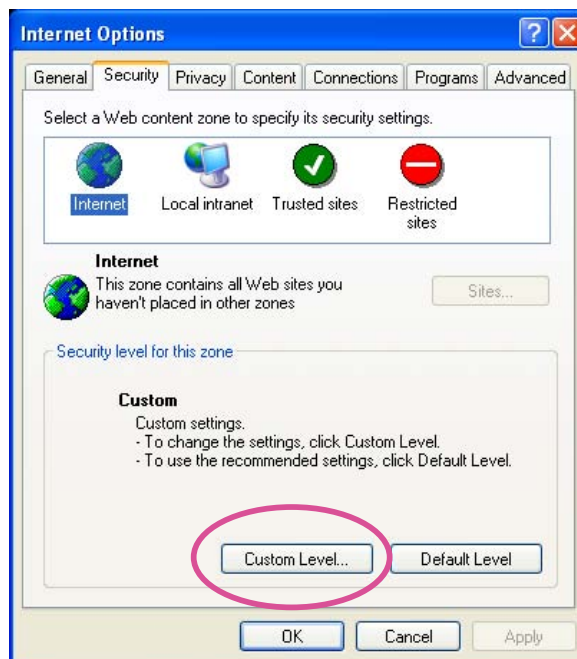 Internet Options
General Security Privacy Content Connections Programs Advanced
Select a Web content zone to specify its security settings.
Internet Local intranet Trusted sites Restricted
sites
Internet
This zone contains all Web sites you
haven't placed in other zones
Sites...
Security level for this zone
Custom
Custom settings.
- To change the settings, click Custom Level.
- To use the recommended settings, click Default Level.
Custom Level... Default Level
OK Cancel Apply